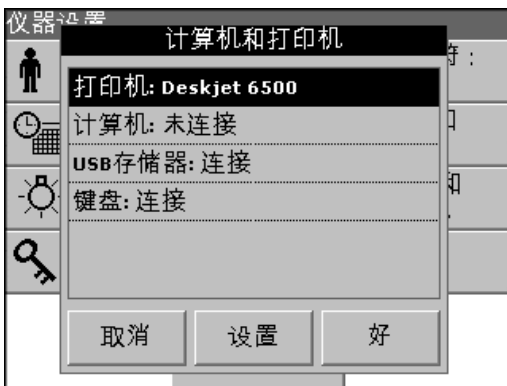 仪器设置
计算机和打印机
打印机: Deskjet 6500
计算机: 未连接
USB存储器: 连接
键盘: 连接
取消
设置
好